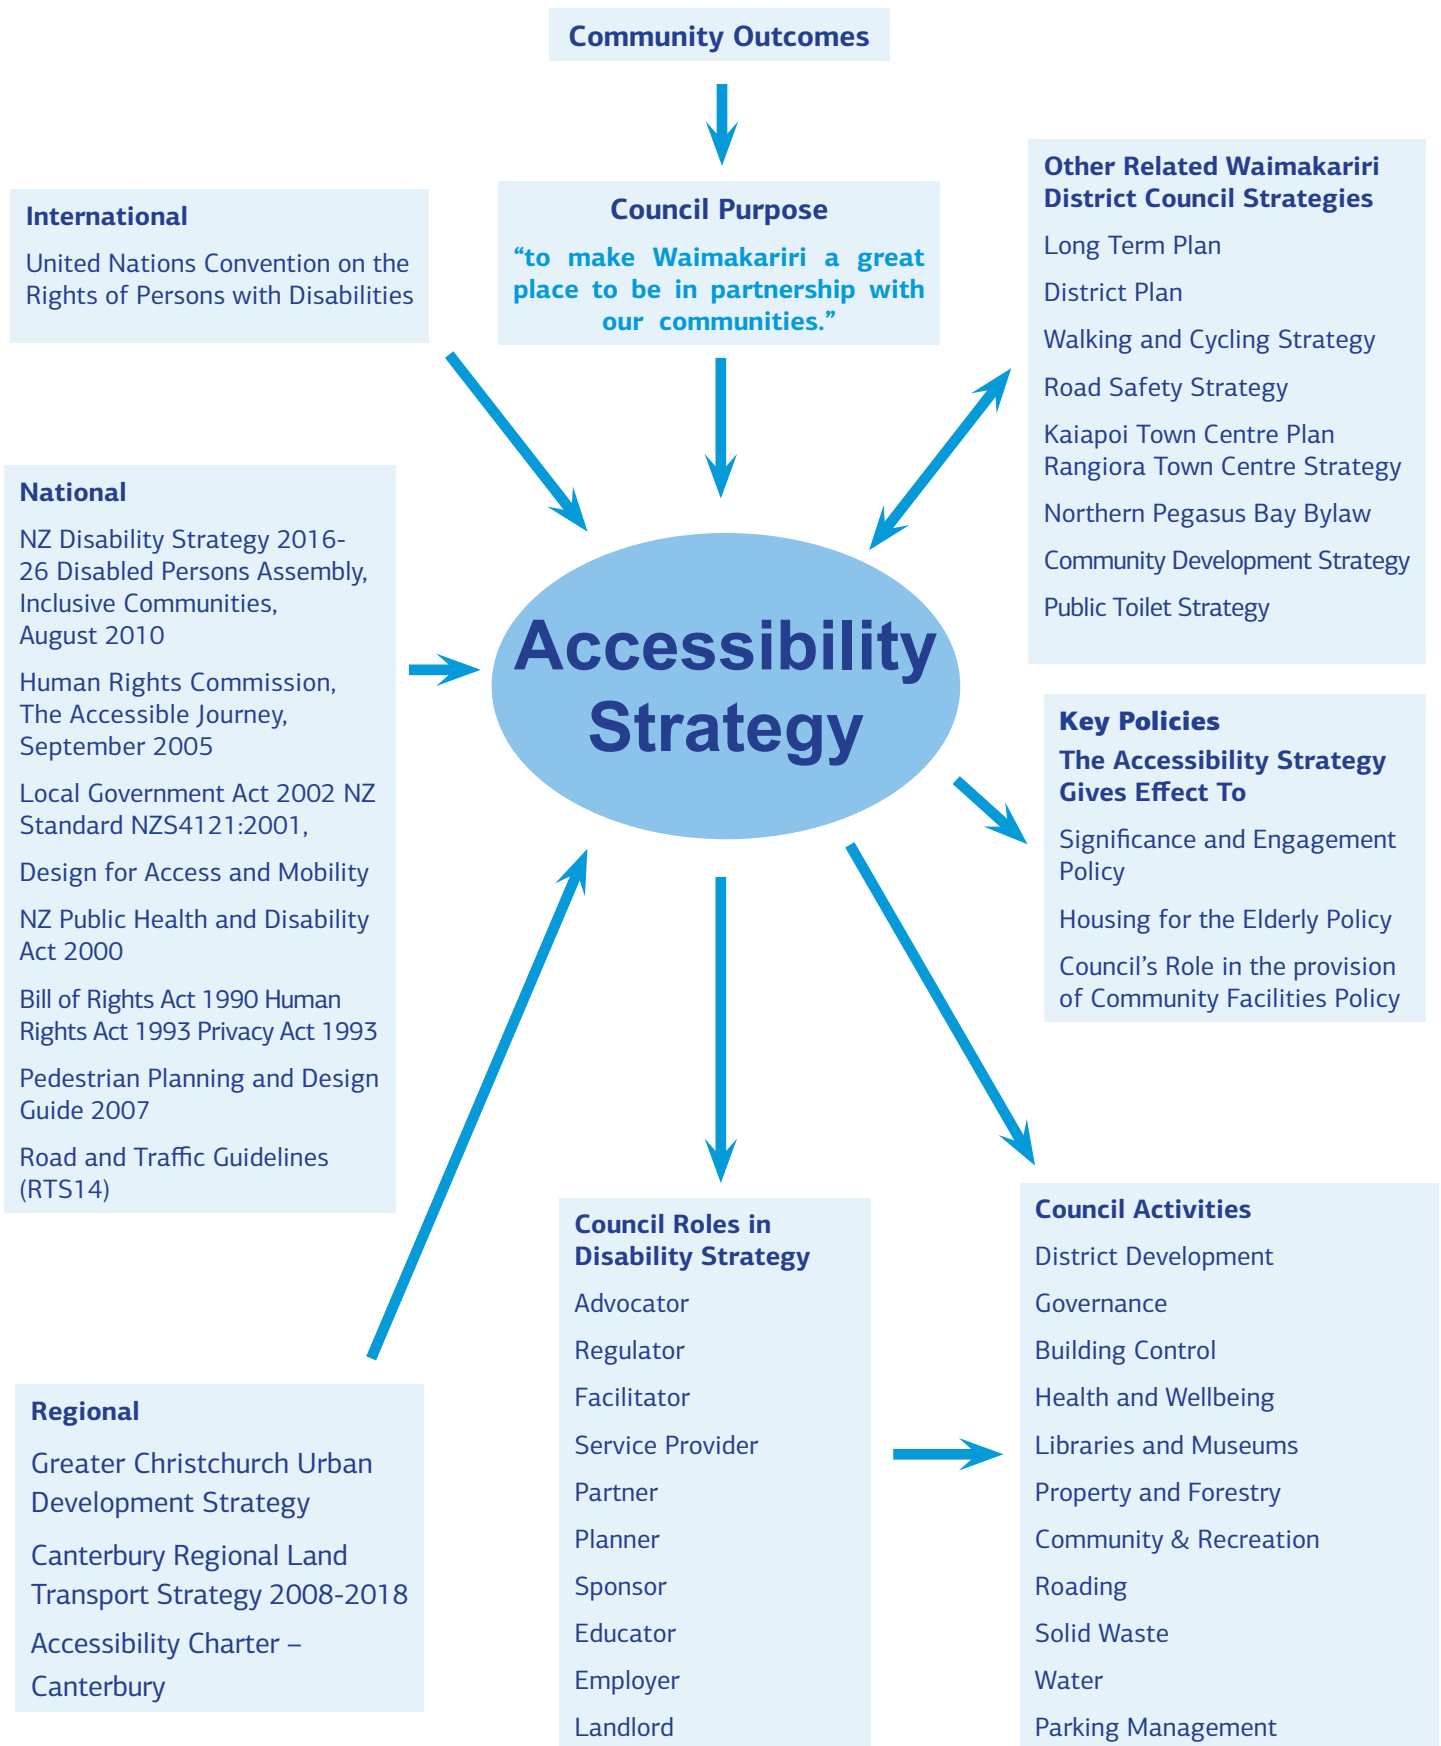 Community Outcomes
Council Purpose
“to make Waimakariri a great
place to be in partnership with
our communities.”
International
United Nations Convention on the
Rights of Persons with Disabilities
National
NZ Disability Strategy 2016-
26 Disabled Persons Assembly,
Inclusive Communities,
August 2010
Human Rights Commission,
The Accessible Journey,
September 2005
Local Government Act 2002 NZ
Standard NZS4121:2001,
Design for Access and Mobility
NZ Public Health and Disability
Act 2000
Bill of Rights Act 1990 Human
Rights Act 1993 Privacy Act 1993
Pedestrian Planning and Design
Guide 2007
Road and Traffic Guidelines
(RTS14)
Regional
Greater Christchurch Urban
Development Strategy
Canterbury Regional Land
Transport Strategy 2008-2018
Accessibility Charter –
Canterbury
Accessibility
Strategy
Other Related Waimakariri
District Council Strategies
Long Term Plan
District Plan
Walking and Cycling Strategy
Road Safety Strategy
Kaiapoi Town Centre Plan
Rangiora Town Centre Strategy
Northern Pegasus Bay Bylaw
Community Development Strategy
Public Toilet Strategy
Key Policies
The Accessibility Strategy
Gives Effect To
Significance and Engagement
Policy
Housing for the Elderly Policy
Council’s Role in the provision
of Community Facilities Policy
Council Roles in
Disability Strategy
Advocator
Regulator
Facilitator
Service Provider
Partner
Planner
Sponsor
Educator
Employer
Landlord
Council Activities
District Development
Governance
Building Control
Health and Wellbeing
Libraries and Museums
Property and Forestry
Community & Recreation
Roading
Solid Waste
Water
Parking Management